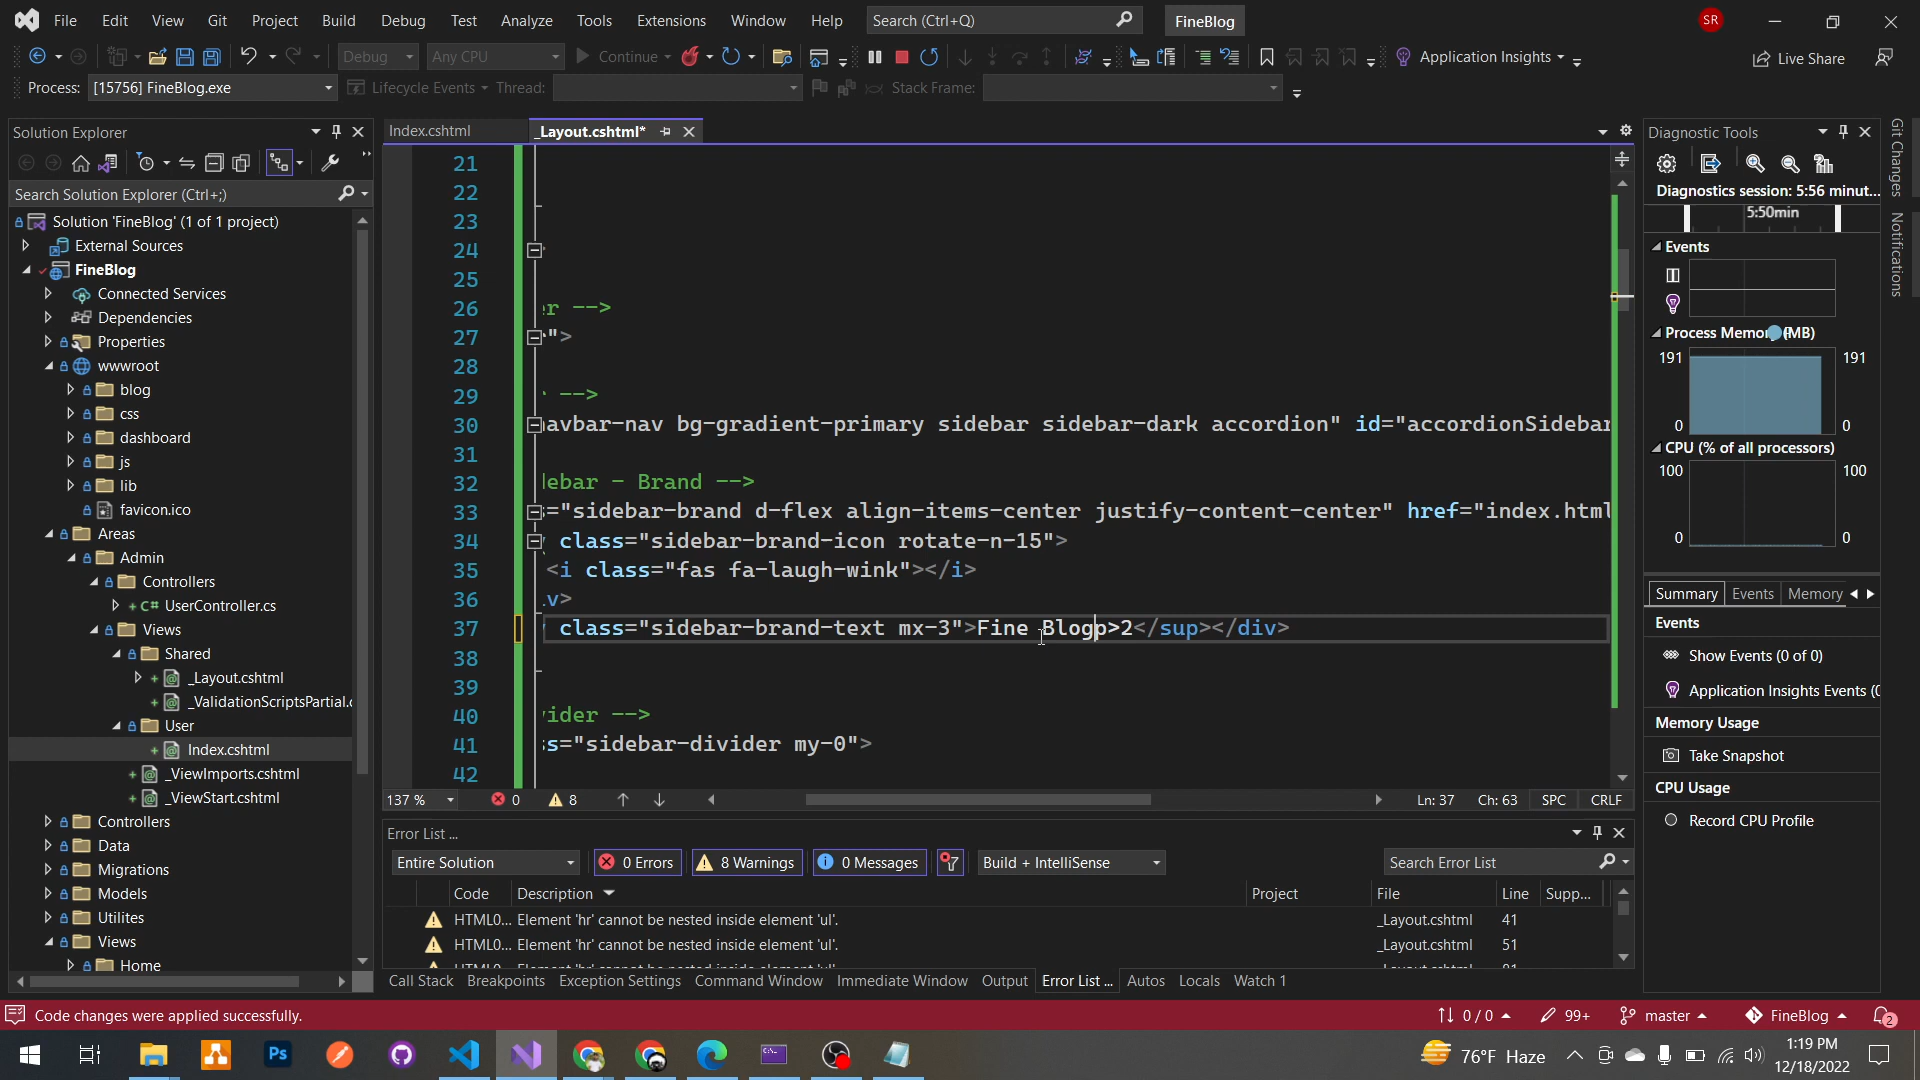 File Edit View Git Project Build Debug Test Analyze Tools Extensions Window Help Search (Ctrl+Q) FineBlog SR
Debug Any CPU Continue Application Insights Live Share
Process: [15756] FineBlog.exe Lifecycle Events Thread: Stack Frame:
Solution Explorer
Search Solution Explorer (Ctrl+;)
Solution 'FineBlog' (1 of 1 project)
External Sources
FineBlog
Connected Services
Dependencies
Properties
wwwroot
blog
css
dashboard
js
lib
favicon.ico
Areas
Admin
Controllers
C# UserController.cs
Views
Shared
_Layout.cshtml
_ValidationScriptsPartial.c
User
Index.cshtml
_ViewImports.cshtml
_ViewStart.cshtml
Controllers
Data
Migrations
Models
Utilites
Views
Home
Index.cshtml _Layout.cshtml*
21
22
23
24
25
26 er -->
27 ">
28
29 -->
30 navbar-nav bg-gradient-primary sidebar sidebar-dark accordion" id="accordionSidebar
31
32 debar - Brand -->
33 s="sidebar-brand d-flex align-items-center justify-content-center" href="index.html
34 class="sidebar-brand-icon rotate-n-15">
35 <i class="fas fa-laugh-wink"></i>
36 iv>
37 class="sidebar-brand-text mx-3">Fine Blogp>2</sup></div>
38
39
40 vider -->
41 ss="sidebar-divider my-0">
42
137 % 0 8 Ln: 37 Ch: 63 SPC CRLF
Error List ...
Entire Solution 0 Errors 8 Warnings 0 Messages Build + IntelliSense Search Error List
Code Description Project File Line Supp...
HTML0... Element 'hr' cannot be nested inside element 'ul'. _Layout.cshtml 41
HTML0... Element 'hr' cannot be nested inside element 'ul'. _Layout.cshtml 51
Call Stack Breakpoints Exception Settings Command Window Immediate Window Output Error List ... Autos Locals Watch 1
Diagnostic Tools
Diagnostics session: 5:56 minut...
5:50min
Events
Process Memory (MB)
191 191
0 0
CPU (% of all processors)
100 100
0 0
Summary Events Memory
Events
Show Events (0 of 0)
Application Insights Events (0
Memory Usage
Take Snapshot
CPU Usage
Record CPU Profile
Git Changes
Notifications
Code changes were applied successfully. 0 / 0 99+ master FineBlog 2
Ps 76°F Haze 1:19 PM
12/18/2022